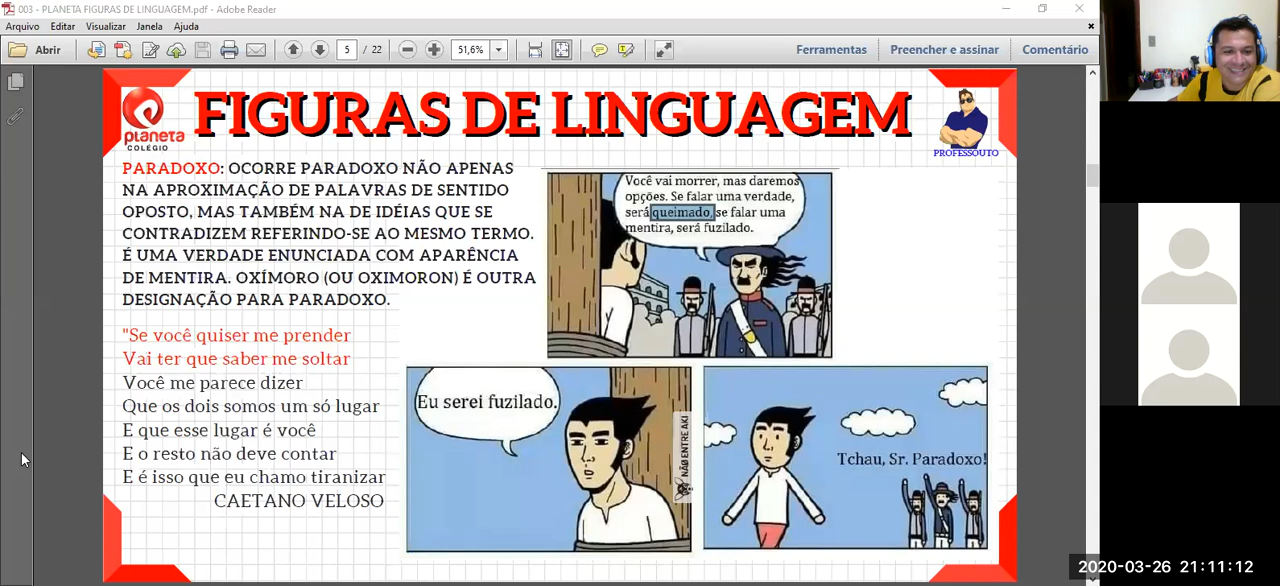 003 - PLANETA FIGURAS DE LINGUAGEM.pdf - Adobe Reader
Arquivo Editar Visualizar Janela Ajuda
Abrir
5 / 22
51,6%
Ferramentas
Preencher e assinar
Comentário
planeta
COLÉGIO
FIGURAS DE LINGUAGEM
PROFESSOUTO
PARADOXO: OCORRE PARADOXO NÃO APENAS
NA APROXIMAÇÃO DE PALAVRAS DE SENTIDO
OPOSTO, MAS TAMBÉM NA DE IDÉIAS QUE SE
CONTRADIZEM REFERINDO-SE AO MESMO TERMO.
É UMA VERDADE ENUNCIADA COM APARÊNCIA
DE MENTIRA. OXÍMORO (OU OXIMORON) É OUTRA
DESIGNAÇÃO PARA PARADOXO.
"Se você quiser me prender
Vai ter que saber me soltar
Você me parece dizer
Que os dois somos um só lugar
E que esse lugar é você
E o resto não deve contar
E é isso que eu chamo tiranizar
CAETANO VELOSO
Você vai morrer, mas daremos
opções. Se falar uma verdade,
será queimado, se falar uma
mentira, será fuzilado.
Eu serei fuzilado.
NÃO ENTRE AKI
Tchau, Sr. Paradoxo!
2020-03-26 21:11:12